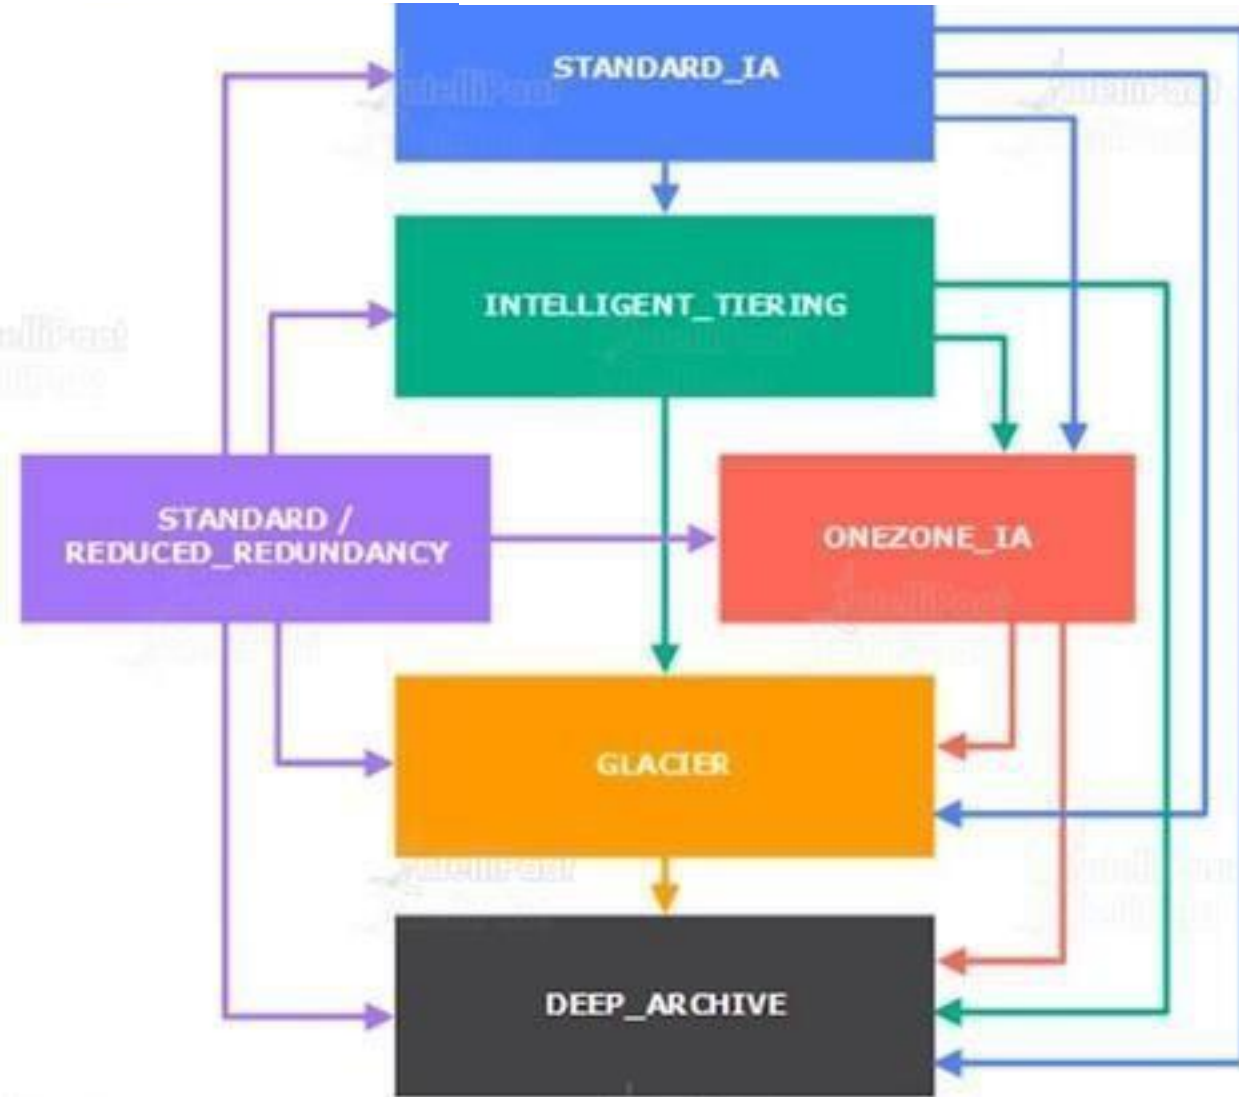 STANDARD_IA
INTELLIGENT_TIERING
STANDARD /
REDUCED_REDUNDANCY
ONEZONE_IA
GLACIER
DEEP_ARCHIVE